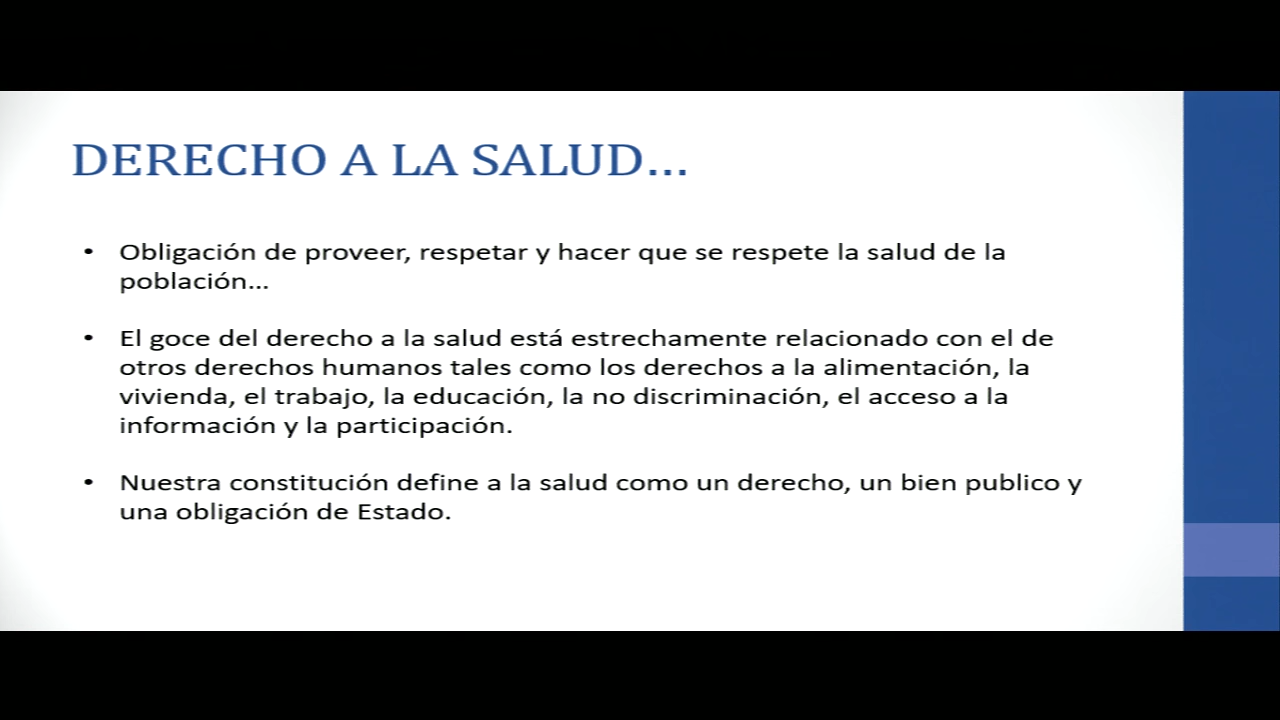 DERECHO A LA SALUD...
• Obligación de proveer, respetar y hacer que se respete la salud de la
población...
• El goce del derecho a la salud está estrechamente relacionado con el de
otros derechos humanos tales como los derechos a la alimentación, la
vivienda, el trabajo, la educación, la no discriminación, el acceso a la
información y la participación.
• Nuestra constitución define a la salud como un derecho, un bien publico y
una obligación de Estado.